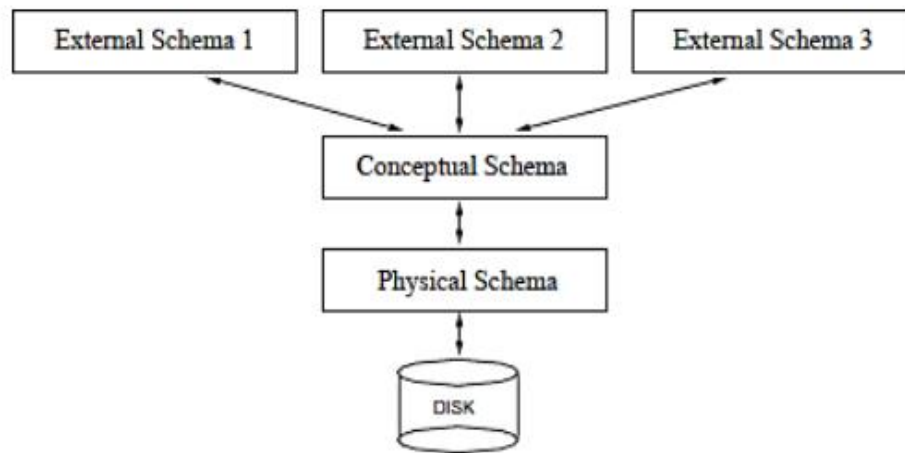 External Schema 1
External Schema 2
External Schema 3
Conceptual Schema
Physical Schema
DISK